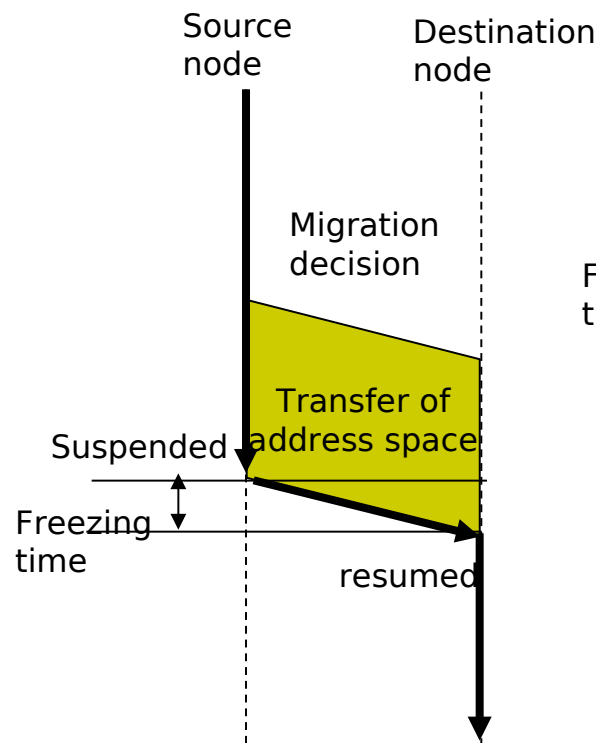 Source
node
Destination
node
Migration
decision
F
t
Transfer of
address space
Suspended
Freezing
time
resumed